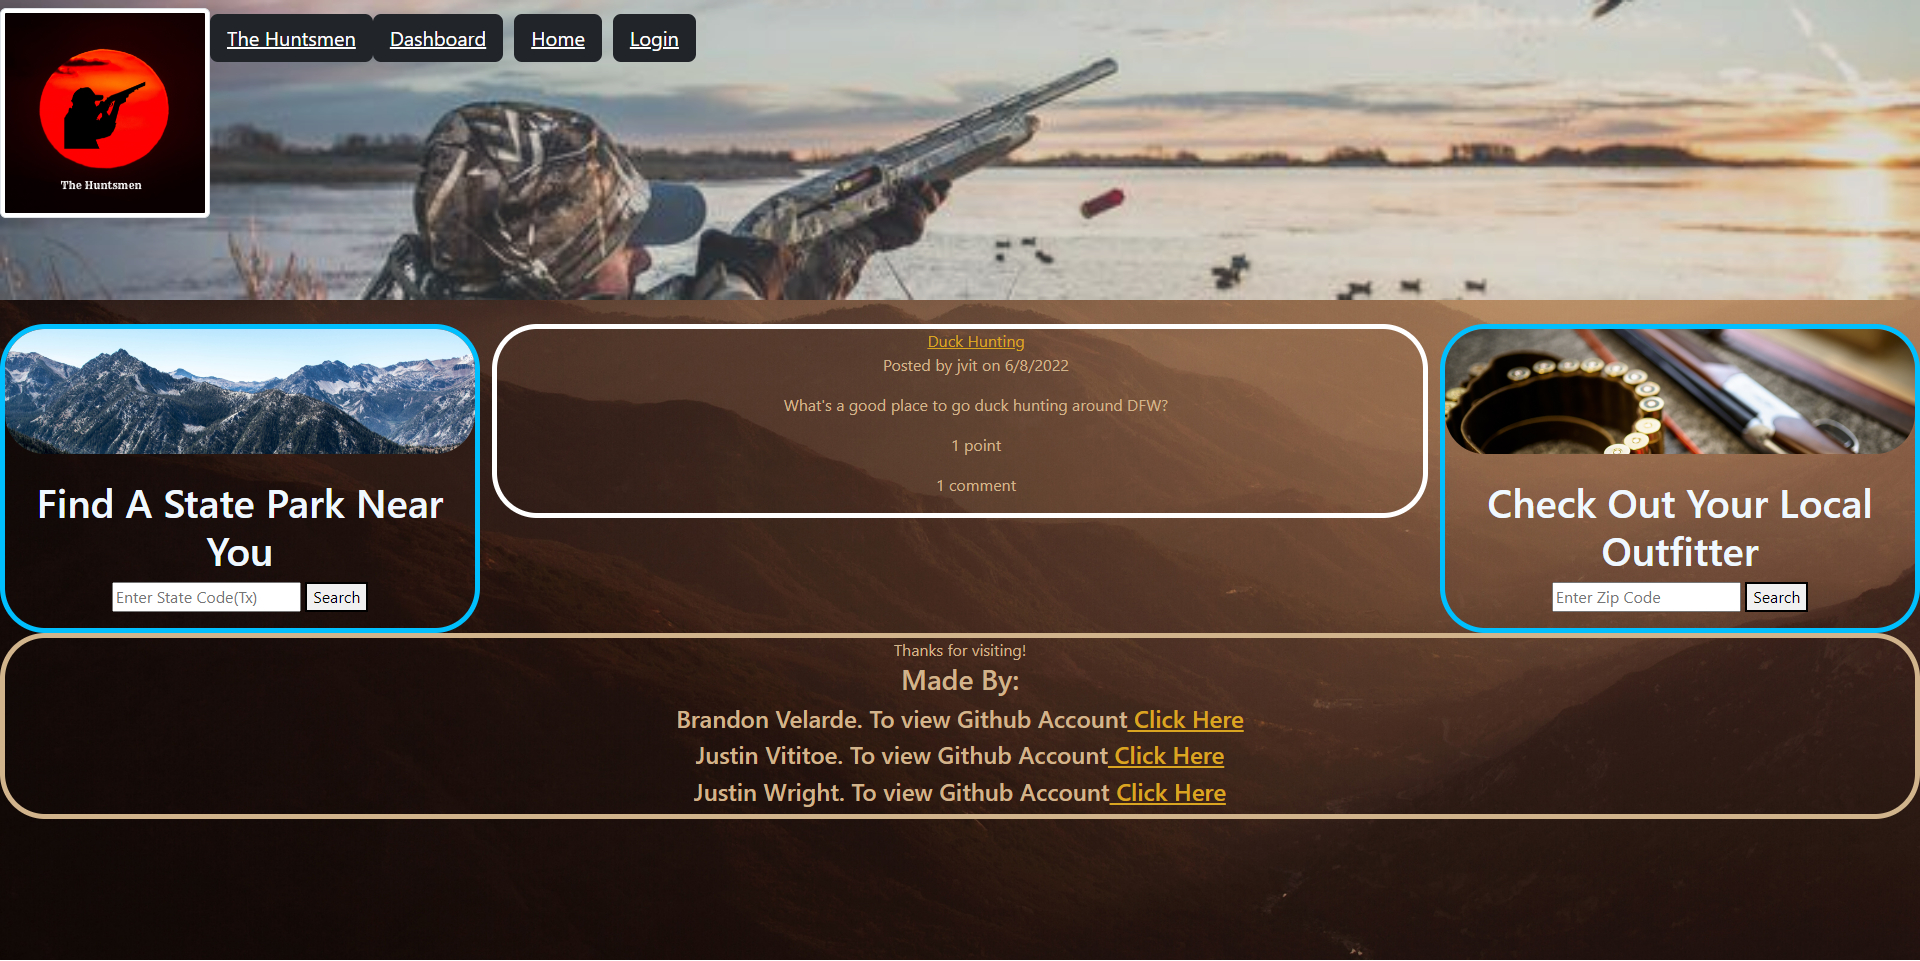 The Huntsmen
The Huntsmen Dashboard Home Login
Find A State Park Near
You
Enter State Code(Tx) Search
Duck Hunting
Posted by jvit on 6/8/2022
What's a good place to go duck hunting around DFW?
1 point
1 comment
Check Out Your Local
Outfitter
Enter Zip Code Search
Thanks for visiting!
Made By:
Brandon Velarde. To view Github Account Click Here
Justin Vititoe. To view Github Account Click Here
Justin Wright. To view Github Account Click Here